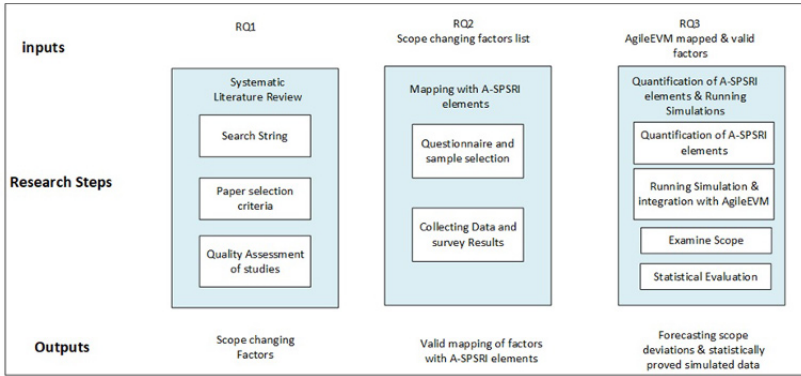 RQ1
RQ2
RQ3
inputs
Scope changing factors list
AgileEVM mapped & valid
factors
Systematic
Literature Review
Search String
Paper selection
criteria
Quality Assessment
of studies
Mapping with A-SPSRI
elements
Questionnaire and
sample selection
Collecting Data and
survey Results
Quantification of A-SPSRI
elements & Running
Simulations
Quantification of A-SPSRI
elements
Running Simulation &
integration with AgileEVM
Examine Scope
Statistical Evaluation
Research Steps
Outputs
Scope changing
Factors
Valid mapping of factors
with A-SPSRI elements
Forecasting scope
deviations & statistically
proved simulated data